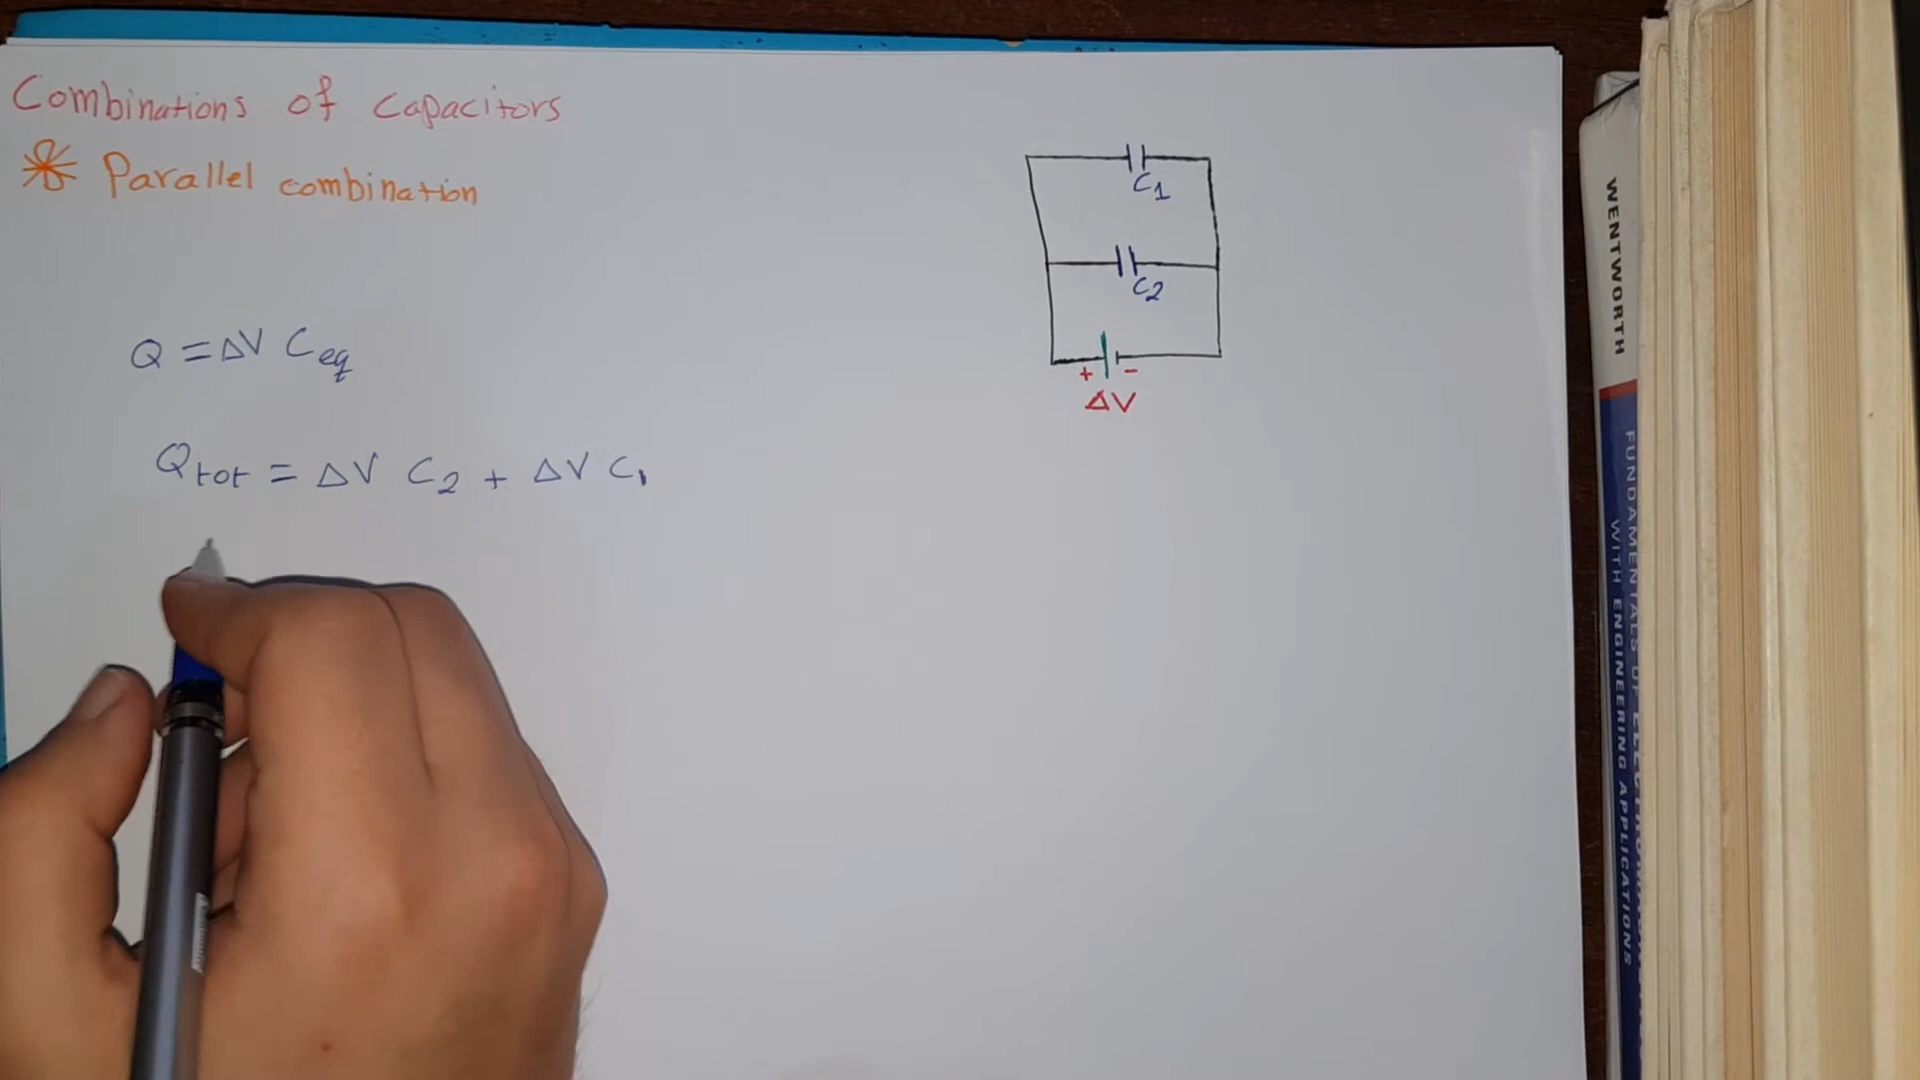 Combinations of capacitors
Parallel combination
C1
C2
+ -
ΔV
Q = ΔV Ceq
Qtot = ΔV C2 + ΔV C1
WENTWORTH
FUNDAMENTALS OF
WITH ENGINEERING APPLICATIONS